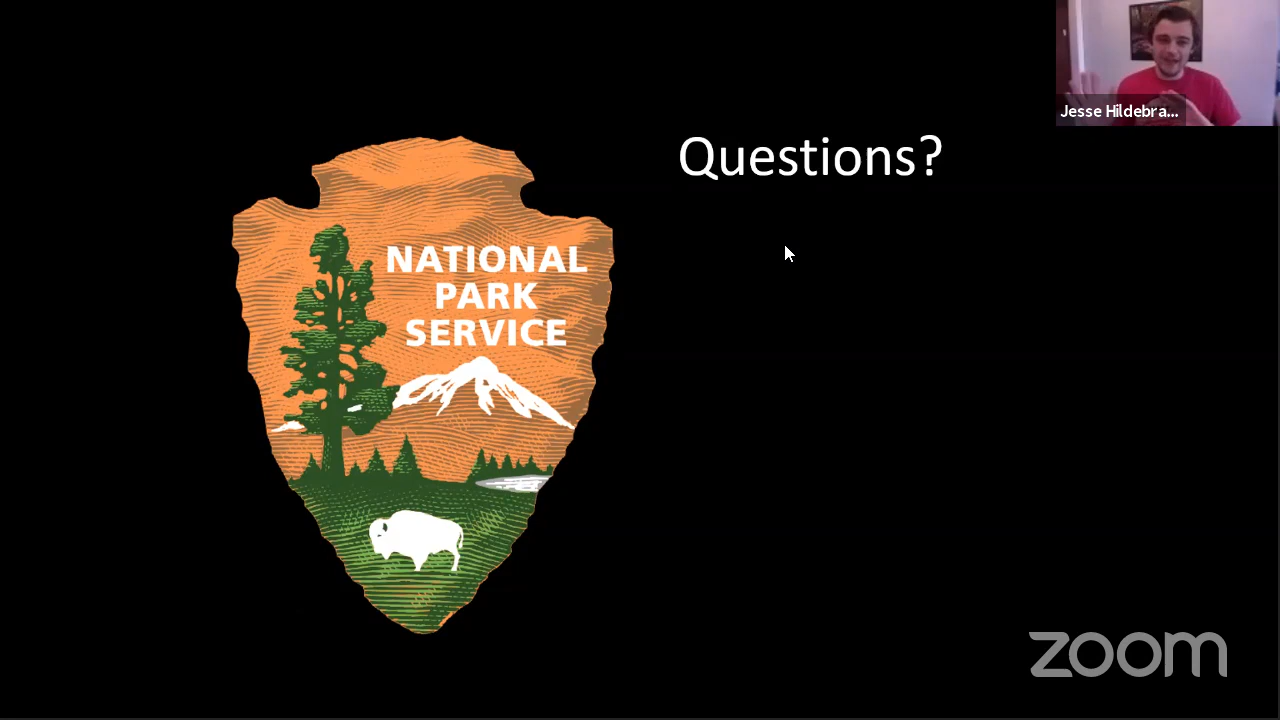 Jesse Hildebra...
Questions?
NATIONAL
PARK
SERVICE
zoom